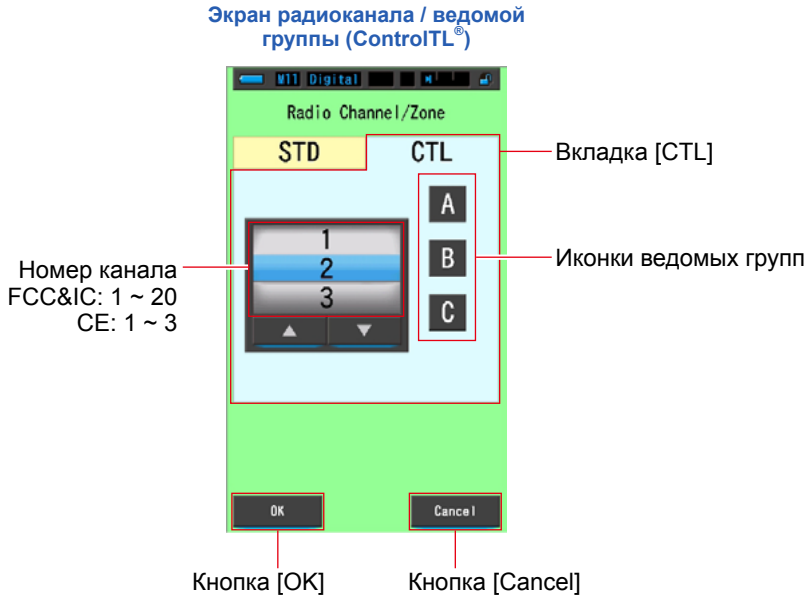 Экран радиоканала / ведомой
группы (ControlTL®)
M11 Digital
Radio Channel/Zone
STD
CTL
Вкладка [CTL]
A
1
Номер канала
2
B
Иконки ведомых групп
FCC&IC: 1 ~ 20
3
C
CE: 1 ~ 3
OK
Cancel
Кнопка [OK]
Кнопка [Cancel]